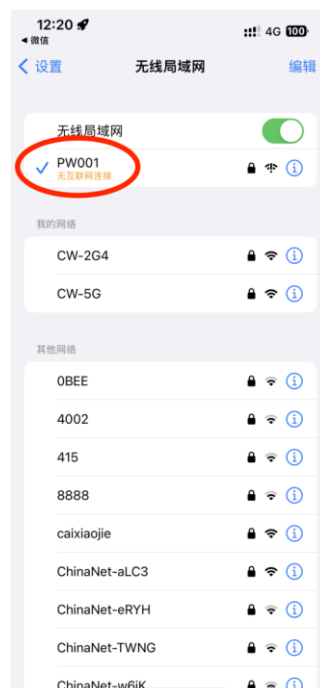 12:20
4G 100
◀ 微信
设置 无线局域网 编辑
无线局域网
PW001
无互联网连接
我的网络
CW-2G4
CW-5G
其他网络
0BEE
4002
415
8888
caixiaojie
ChinaNet-aLC3
ChinaNet-eRYH
ChinaNet-TWNG
ChinaNet-w6iK